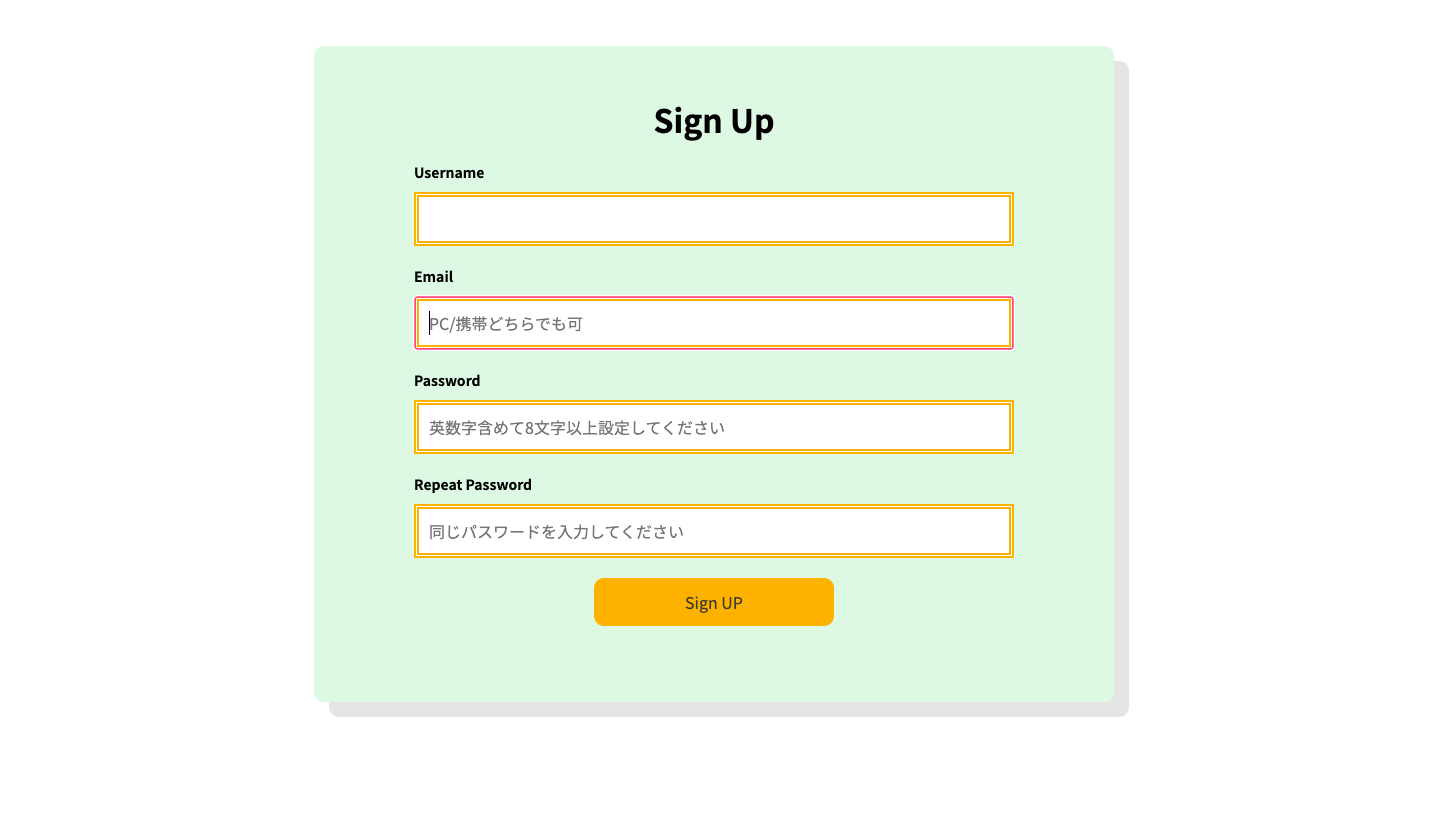 Sign Up
Username
Email
PC/携帯どちらでも可
Password
英数字含めて8文字以上設定してください
Repeat Password
同じパスワードを入力してください
Sign UP